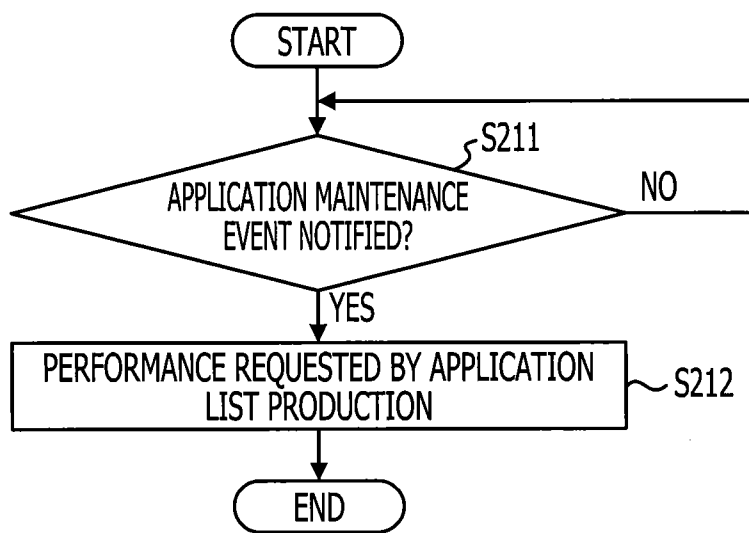 START
S211
APPLICATION MAINTENANCE
EVENT NOTIFIED?
NO
YES
PERFORMANCE REQUESTED BY APPLICATION
LIST PRODUCTION
S212
END